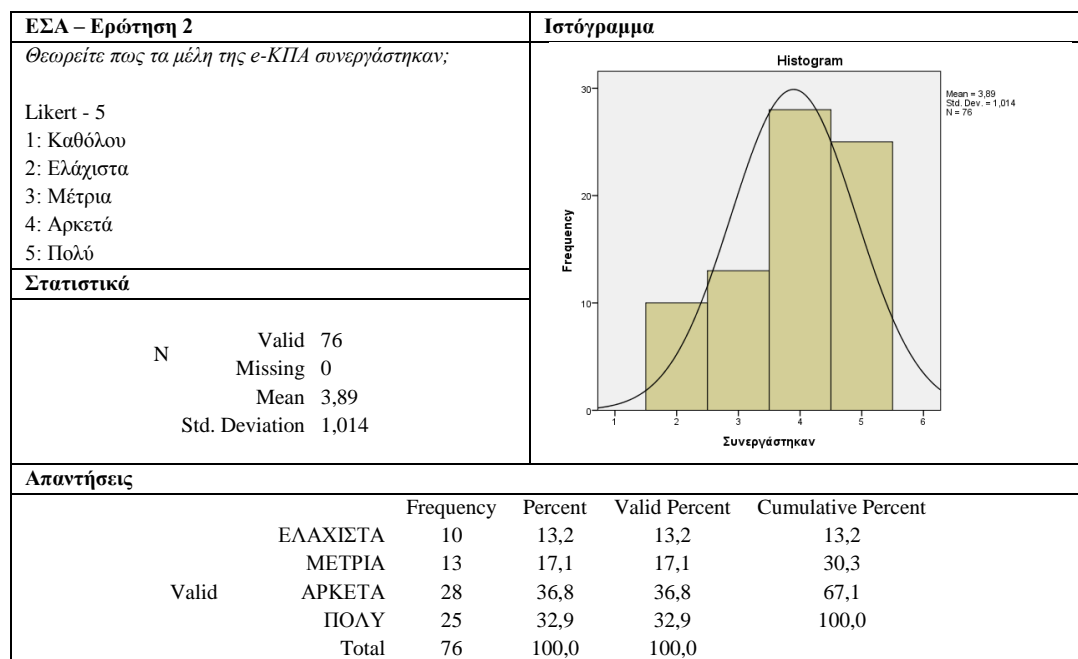 ΕΣΑ – Ερώτηση 2
Θεωρείτε πως τα μέλη της e-ΚΠΑ συνεργάστηκαν;
Likert - 5
1: Καθόλου
2: Ελάχιστα
3: Μέτρια
4: Αρκετά
5: Πολύ
Στατιστικά
N Valid 76
Missing 0
Mean 3,89
Std. Deviation 1,014
Ιστόγραμμα
Histogram
Mean = 3,89
Std. Dev. = 1,014
N = 76
Frequency
30
20
10
0
1 2 3 4 5 6
Συνεργάστηκαν
Απαντήσεις
Frequency Percent Valid Percent Cumulative Percent
ΕΛΑΧΙΣΤΑ 10 13,2 13,2 13,2
ΜΕΤΡΙΑ 13 17,1 17,1 30,3
Valid ΑΡΚΕΤΑ 28 36,8 36,8 67,1
ΠΟΛΥ 25 32,9 32,9 100,0
Total 76 100,0 100,0